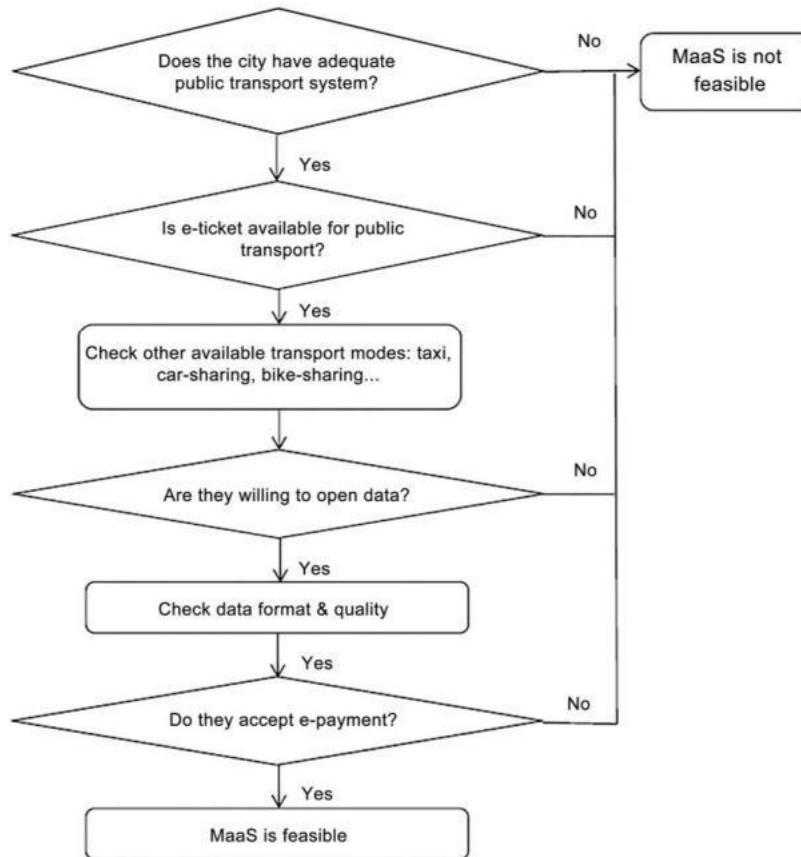 Does the city have adequate
public transport system?
No
MaaS is not
feasible
Yes
Is e-ticket available for public
transport?
No
Yes
Check other available transport modes: taxi,
car-sharing, bike-sharing...
Are they willing to open data?
No
Yes
Check data format & quality
Yes
Do they accept e-payment?
No
Yes
MaaS is feasible